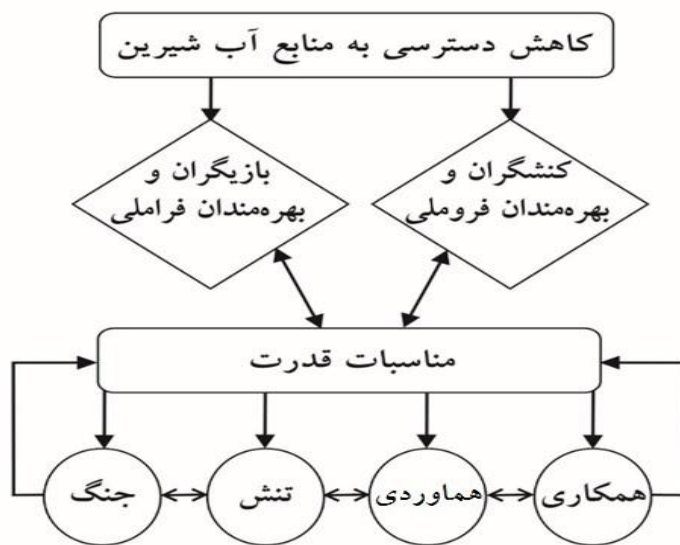 کاهش دسترسی به منابع آب شیرین
کنشگران و
بهره‌مندان فروملی
بازیگران و
بهره‌مندان فراملی
مناسبات قدرت
همکاری
هماوردی
تنش
جنگ